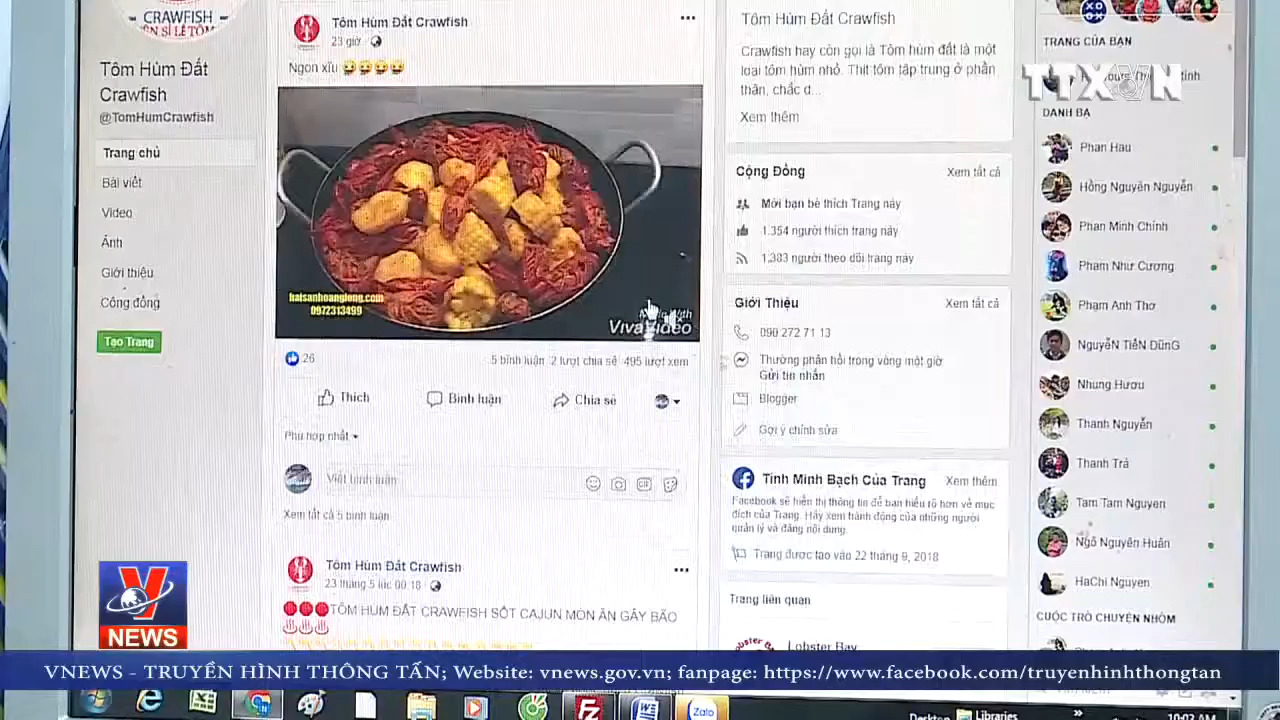 CRAWFISH
Tôm Hùm Đất
Crawfish
@TomHumCrawfish
Trang chủ
Bài viết
Video
Ảnh
Giới thiệu
Công đồng
Tạo Trang
Tôm Hùm Đất Crawfish
23 giờ
Ngon xỉu
haisanhoanglong.com
0972313499
With
VivaVideo
26
5 bình luận 2 lượt chia sẻ 495 lượt xem
Thích
Bình luận
Chia sẻ
Phù hợp nhất
Viết bình luận
Xem tất cả 5 bình luận
Tôm Hùm Đất Crawfish
23 tháng 5 lúc 00:18
TÔM HÙM ĐẤT CRAWFISH SỐT CAJUN MÓN ĂN GÂY BÃO
Tôm Hùm Đất Crawfish
Crawfish hay còn gọi là Tôm hùm đất là một
loại tôm hùm nhỏ. Thịt tôm tập trung ở phần
thân, chắc d...
Xem thêm
Cộng Đồng
Xem tất cả
Mời bạn bè thích Trang này
1.354 người thích trang này
1.383 người theo dõi trang này
Giới Thiệu
Xem tất cả
090 272 71 13
Thường phản hồi trong vòng một giờ
Gửi tin nhắn
Blogger
Gợi ý chỉnh sửa
Tính Minh Bạch Của Trang
Xem thêm
Facebook sẽ hiển thị thông tin để bạn hiểu rõ hơn về mục
đích của Trang. Hãy xem hành động của những người
quản lý và đăng nội dung.
Trang được tạo vào 22 tháng 9, 2018
Trang liên quan
Lobster Bay
TRANG CỦA BẠN
TTXVN
DANH BẠ
Phan Hau
Hồng Nguyên Nguyễn
Phan Minh Chính
Phạm Như Cương
Phạm Anh Thơ
NguyễN TiếN DũnG
Nhung Hươu
Thanh Nguyễn
Thanh Trà
Tam Tam Nguyen
Ngô Nguyên Huân
HaChi Nguyen
CUỘC TRÒ CHUYỆN NHÓM
V
NEWS
VNEWS - TRUYỀN HÌNH THÔNG TẤN; Website: vnews.gov.vn; fanpage: https://www.facebook.com/truyenhinhthongtan
Zalo
Desktop
Libraries
10:02 AM